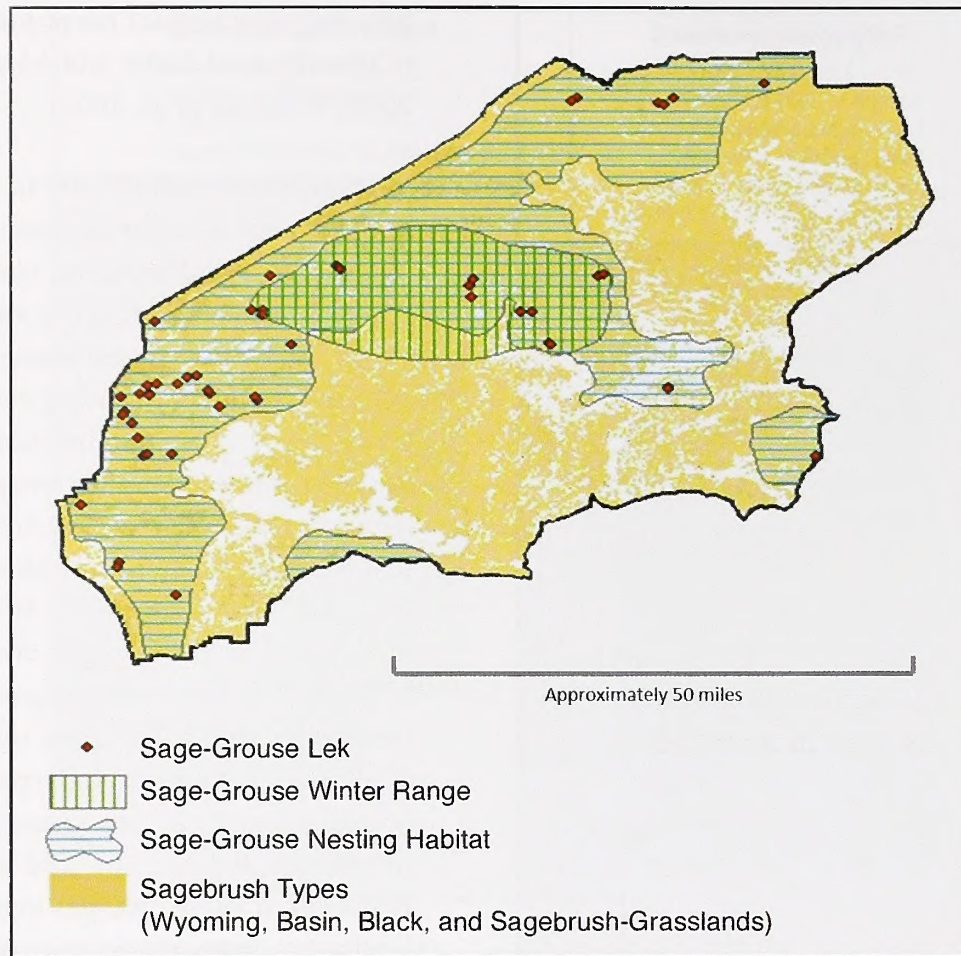 Approximately 50 miles
Sage-Grouse Lek
Sage-Grouse Winter Range
Sage-Grouse Nesting Habitat
Sagebrush Types
(Wyoming, Basin, Black, and Sagebrush-Grasslands)